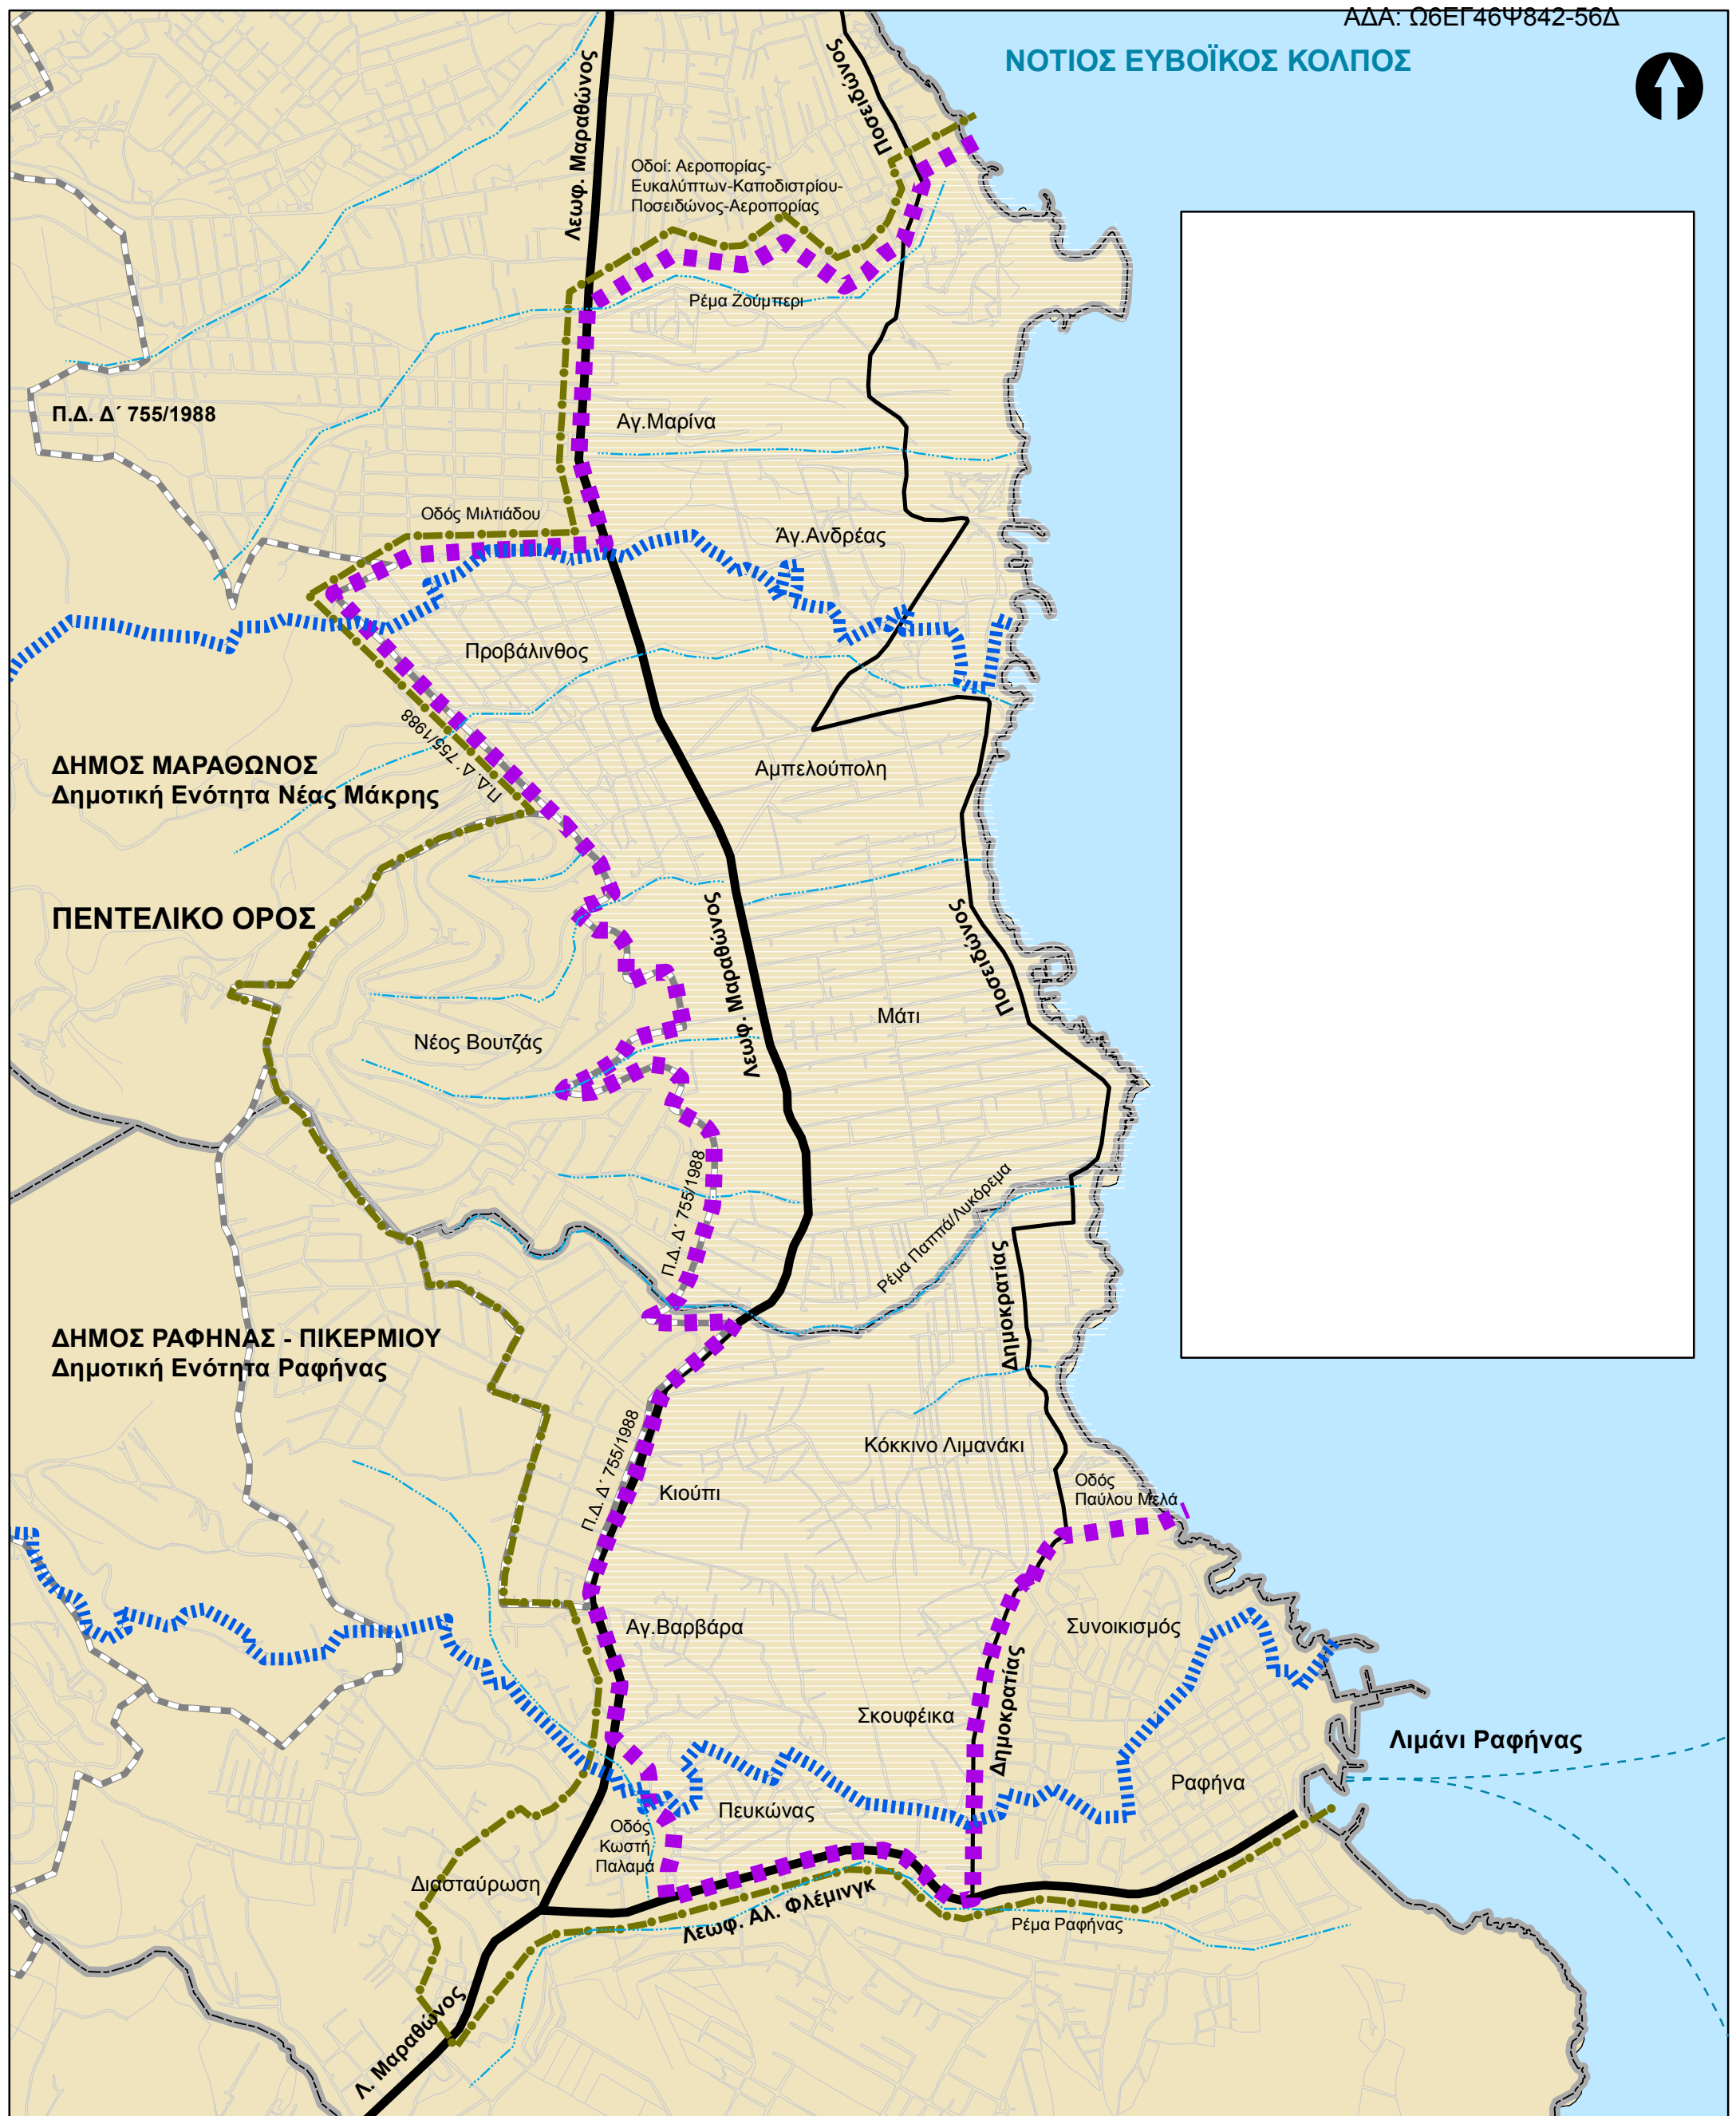 ΑΔΑ: Ω6ΕΓ46Ψ842-56Δ
ΝΟΤΙΟΣ ΕΥΒΟΪΚΟΣ ΚΟΛΠΟΣ
Λεωφ. Μαραθώνος
Ποσειδώνος
Οδοί: Αεροπορίας-
Ευκαλύπτων-Καποδιστρίου-
Ποσειδώνος-Αεροπορίας
Ρέμα Ζούμπερι
Π.Δ. Δ΄ 755/1988
Αγ.Μαρίνα
Οδός Μιλτιάδου
Άγ.Ανδρέας
Προβάλινθος
Π.Δ. Δ΄ 755/1988
ΔΗΜΟΣ ΜΑΡΑΘΩΝΟΣ
Δημοτική Ενότητα Νέας Μάκρης
Αμπελούπολη
ΠΕΝΤΕΛΙΚΟ ΟΡΟΣ
Λεωφ. Μαραθώνος
Ποσειδώνος
Μάτι
Νέος Βουτζάς
Π.Δ. Δ΄ 755/1988
Ρέμα Παππά/Λυκόρεμα
Δημοκρατίας
ΔΗΜΟΣ ΡΑΦΗΝΑΣ - ΠΙΚΕΡΜΙΟΥ
Δημοτική Ενότητα Ραφήνας
Π.Δ. Δ΄ 755/1988
Κόκκινο Λιμανάκι
Κιούπι
Οδός
Παύλου Μελά
Αγ.Βαρβάρα
Συνοικισμός
Σκουφέικα
Δημοκρατίας
Λιμάνι Ραφήνας
Ραφήνα
Πευκώνας
Οδός
Κωστή
Παλαμά
Διασταύρωση
Λεωφ. Αλ. Φλέμινγκ
Ρέμα Ραφήνας
Λ. Μαραθώνος